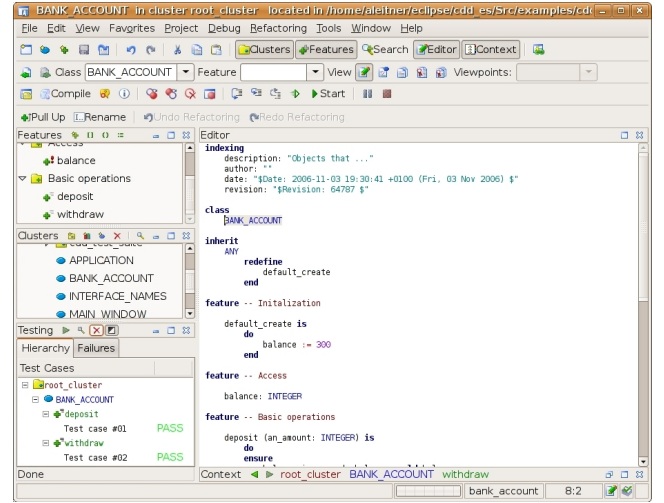 BANK_ACCOUNT in cluster root_cluster located in /home/aleitner/eclipse/cdd_es/Src/examples/cdd
File Edit View Favorites Project Debug Refactoring Tools Window Help
Clusters Features Search Editor Context
Class BANK_ACCOUNT Feature View Viewpoints:
Compile Start
Pull Up Rename Undo Refactoring Redo Refactoring
Features
Access
balance
Basic operations
deposit
withdraw
Clusters
cdd_test_suite
APPLICATION
BANK_ACCOUNT
INTERFACE_NAMES
MAIN_WINDOW
Testing
Hierarchy Failures
Test Cases
root_cluster
BANK_ACCOUNT
deposit
Test case #01 PASS
withdraw
Test case #02 PASS
Editor
indexing
description: "Objects that ..."
author: ""
date: "$Date: 2006-11-03 19:30:41 +0100 (Fri, 03 Nov 2006) $"
revision: "$Revision: 64787 $"
class
BANK_ACCOUNT
inherit
ANY
redefine
default_create
end
feature -- Initalization
default_create is
do
balance := 300
end
feature -- Access
balance: INTEGER
feature -- Basic operations
deposit (an_amount: INTEGER) is
do
ensure
Context root_cluster BANK_ACCOUNT withdraw
Done
bank_account 8:2